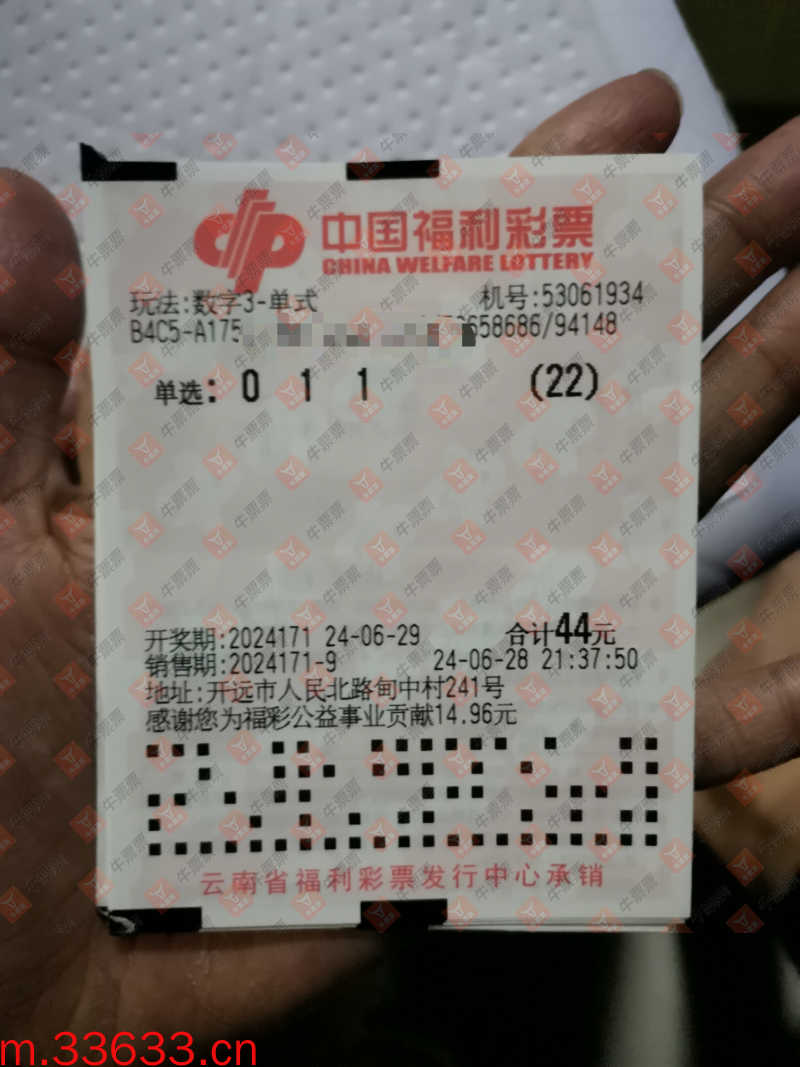 中国福利彩票
CHINA WELFARE LOTTERY
玩法:数字3-单式 机号:53061934
B4C5-A175 658686/94148
单选: 0 1 1 (22)
开奖期:2024171 24-06-29 合计44元
销售期:2024171-9 24-06-28 21:37:50
地址:开远市人民北路甸中村241号
感谢您为福彩公益事业贡献14.96元
云南省福利彩票发行中心承销
牛票票
m.33633.cn